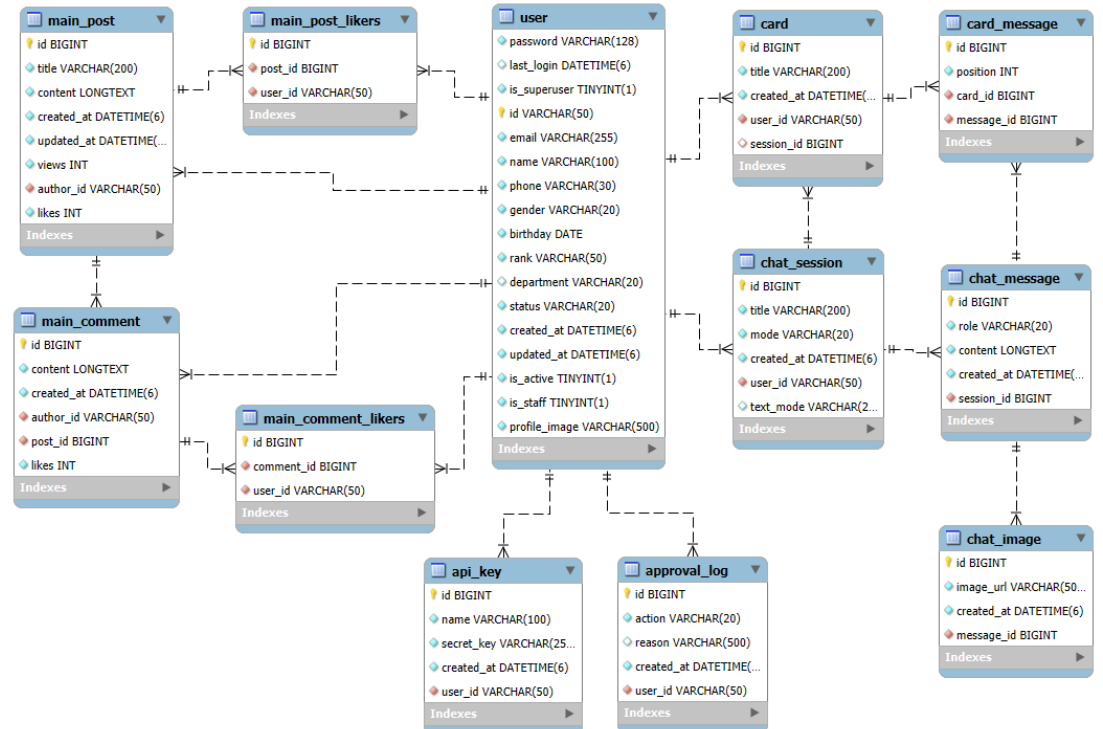 main_post
id BIGINT
title VARCHAR(200)
content LONGTEXT
created_at DATETIME(6)
updated_at DATETIME(...
views INT
author_id VARCHAR(50)
likes INT
Indexes
main_post_likers
id BIGINT
post_id BIGINT
user_id VARCHAR(50)
Indexes
user
password VARCHAR(128)
last_login DATETIME(6)
is_superuser TINYINT(1)
id VARCHAR(50)
email VARCHAR(255)
name VARCHAR(100)
phone VARCHAR(30)
gender VARCHAR(20)
birthday DATE
rank VARCHAR(50)
department VARCHAR(20)
status VARCHAR(20)
created_at DATETIME(6)
updated_at DATETIME(6)
is_active TINYINT(1)
is_staff TINYINT(1)
profile_image VARCHAR(500)
Indexes
card
id BIGINT
title VARCHAR(200)
created_at DATETIME(...
user_id VARCHAR(50)
session_id BIGINT
Indexes
card_message
id BIGINT
position INT
card_id BIGINT
message_id BIGINT
Indexes
main_comment
id BIGINT
content LONGTEXT
created_at DATETIME(6)
author_id VARCHAR(50)
post_id BIGINT
likes INT
Indexes
main_comment_likers
id BIGINT
comment_id BIGINT
user_id VARCHAR(50)
Indexes
chat_session
id BIGINT
title VARCHAR(200)
mode VARCHAR(20)
created_at DATETIME(6)
user_id VARCHAR(50)
text_mode VARCHAR(2...
Indexes
chat_message
id BIGINT
role VARCHAR(20)
content LONGTEXT
created_at DATETIME(...
session_id BIGINT
Indexes
api_key
id BIGINT
name VARCHAR(100)
secret_key VARCHAR(25...
created_at DATETIME(6)
user_id VARCHAR(50)
Indexes
approval_log
id BIGINT
action VARCHAR(20)
reason VARCHAR(500)
created_at DATETIME(...
user_id VARCHAR(50)
Indexes
chat_image
id BIGINT
image_url VARCHAR(50...
created_at DATETIME(6)
message_id BIGINT
Indexes